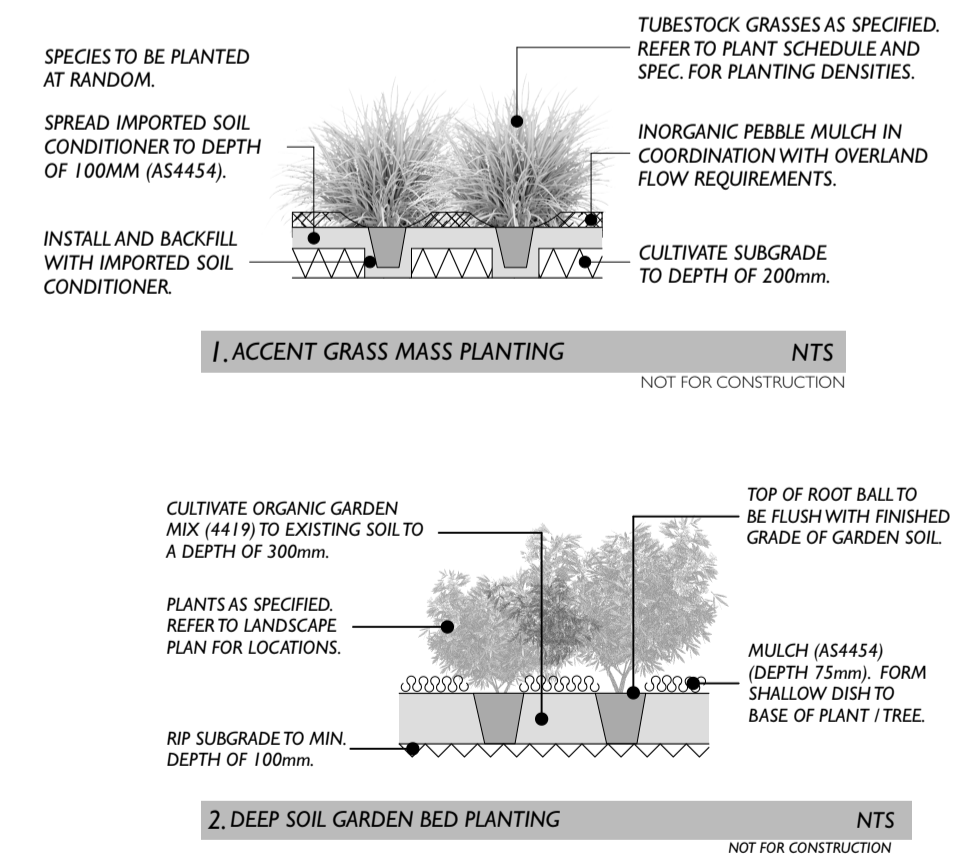 SPECIES TO BE PLANTED
AT RANDOM.
SPREAD IMPORTED SOIL
CONDITIONER TO DEPTH
OF 100MM (AS4454).
INSTALL AND BACKFILL
WITH IMPORTED SOIL
CONDITIONER.
TUBESTOCK GRASSES AS SPECIFIED.
REFER TO PLANT SCHEDULE AND
SPEC. FOR PLANTING DENSITIES.
INORGANIC PEBBLE MULCH IN
COORDINATION WITH OVERLAND
FLOW REQUIREMENTS.
CULTIVATE SUBGRADE
TO DEPTH OF 200mm.
1. ACCENT GRASS MASS PLANTING NTS
NOT FOR CONSTRUCTION
CULTIVATE ORGANIC GARDEN
MIX (4419) TO EXISTING SOIL TO
A DEPTH OF 300mm.
PLANTS AS SPECIFIED.
REFER TO LANDSCAPE
PLAN FOR LOCATIONS.
RIP SUBGRADE TO MIN.
DEPTH OF 100mm.
TOP OF ROOT BALL TO
BE FLUSH WITH FINISHED
GRADE OF GARDEN SOIL.
MULCH (AS4454)
(DEPTH 75mm). FORM
SHALLOW DISH TO
BASE OF PLANT / TREE.
2. DEEP SOIL GARDEN BED PLANTING NTS
NOT FOR CONSTRUCTION